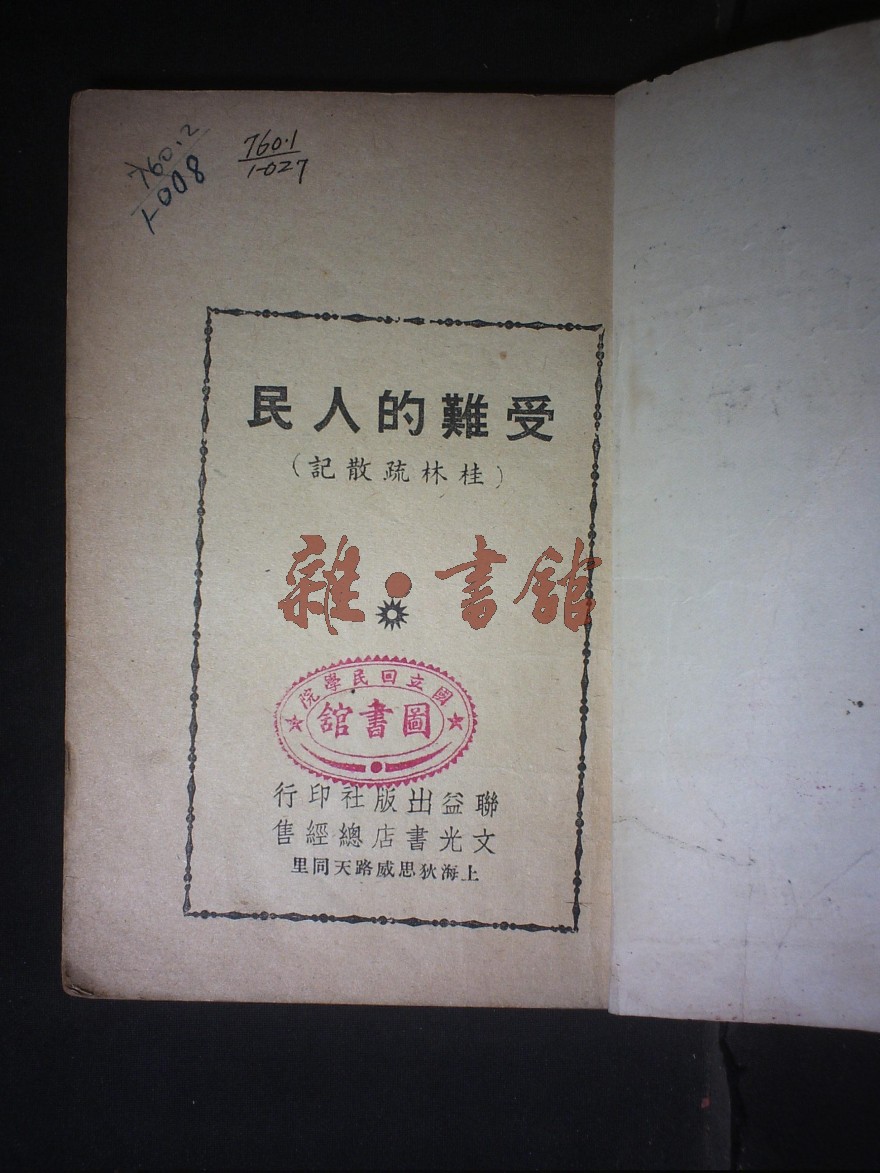 760.2
1-008
760.1
1-027
受難的人民
（桂林疏散記）
雜·書館
國立回民學院
圖書館
聯益出版社印行
文光書店總經售
上海狄思威路天同里